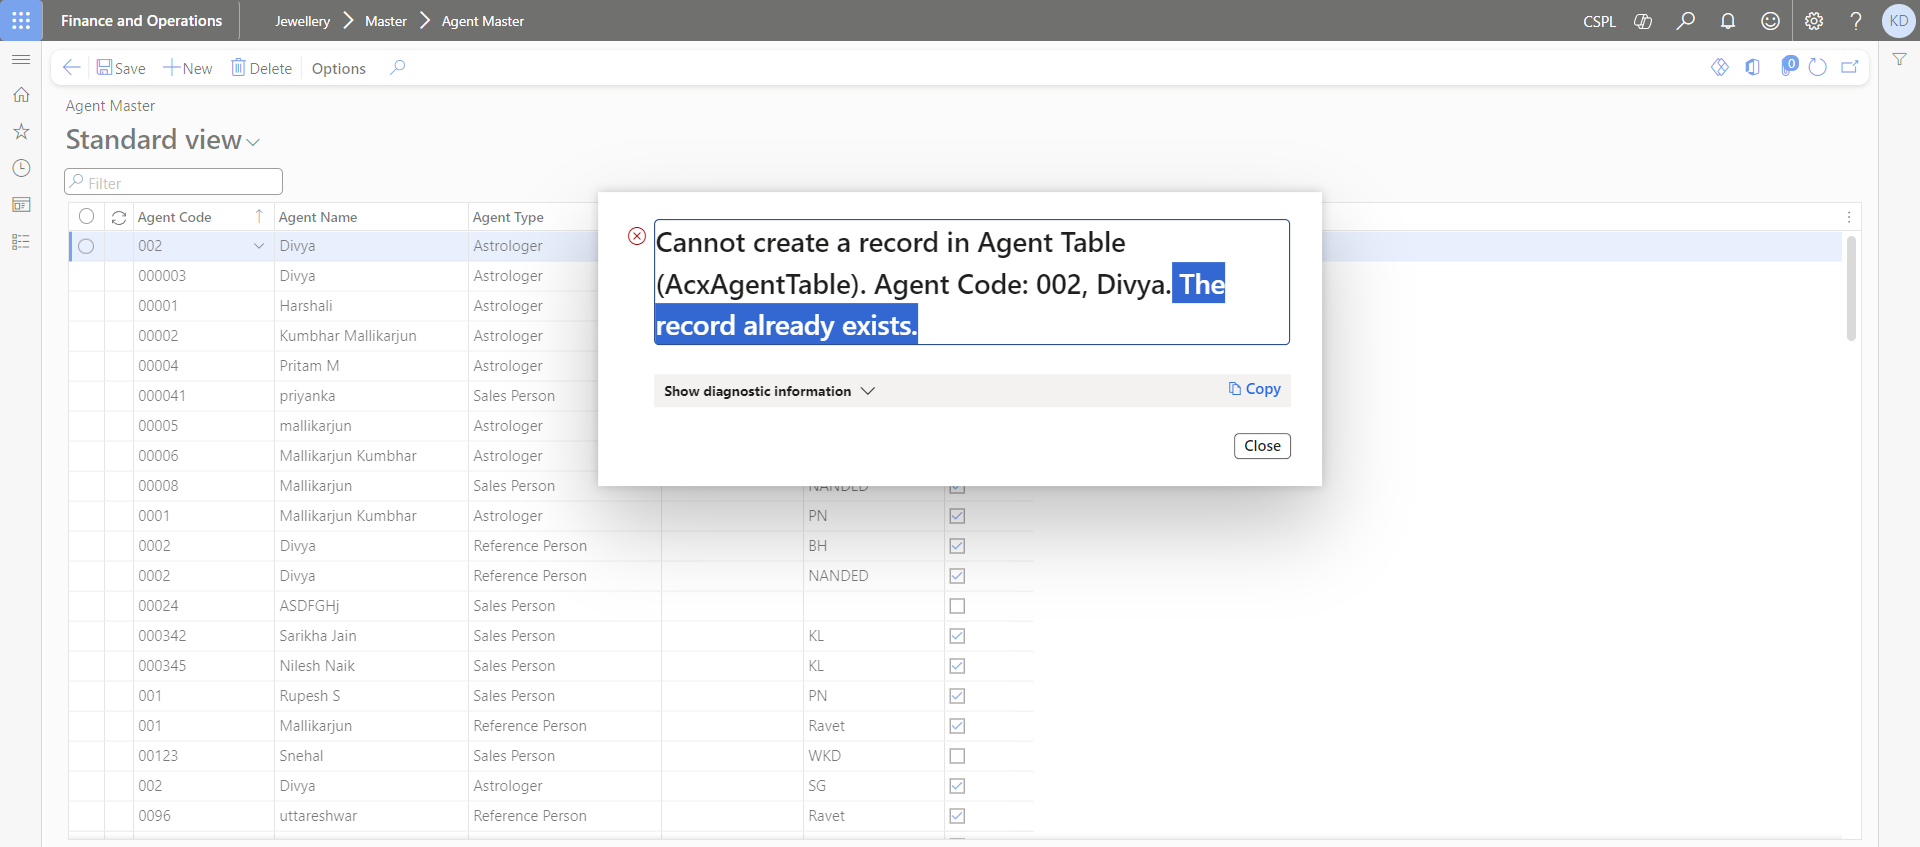 Finance and Operations Jewellery Master Agent Master CSPL KD
Save New Delete Options 0
Agent Master
Standard view
Filter
Agent Code Agent Name Agent Type
002 Divya Astrologer
000003 Divya Astrologer
00001 Harshali Astrologer
00002 Kumbhar Mallikarjun Astrologer
00004 Pritam M Astrologer
000041 priyanka Sales Person
00005 mallikarjun Astrologer
00006 Mallikarjun Kumbhar Astrologer
00008 Mallikarjun Sales Person NANDED
0001 Mallikarjun Kumbhar Astrologer PN
0002 Divya Reference Person BH
0002 Divya Reference Person NANDED
00024 ASDFGHj Sales Person
000342 Sarikha Jain Sales Person KL
000345 Nilesh Naik Sales Person KL
001 Rupesh S Sales Person PN
001 Mallikarjun Reference Person Ravet
00123 Snehal Sales Person WKD
002 Divya Astrologer SG
0096 uttareshwar Reference Person Ravet
Cannot create a record in Agent Table
(AcxAgentTable). Agent Code: 002, Divya. The
record already exists.
Show diagnostic information Copy
Close